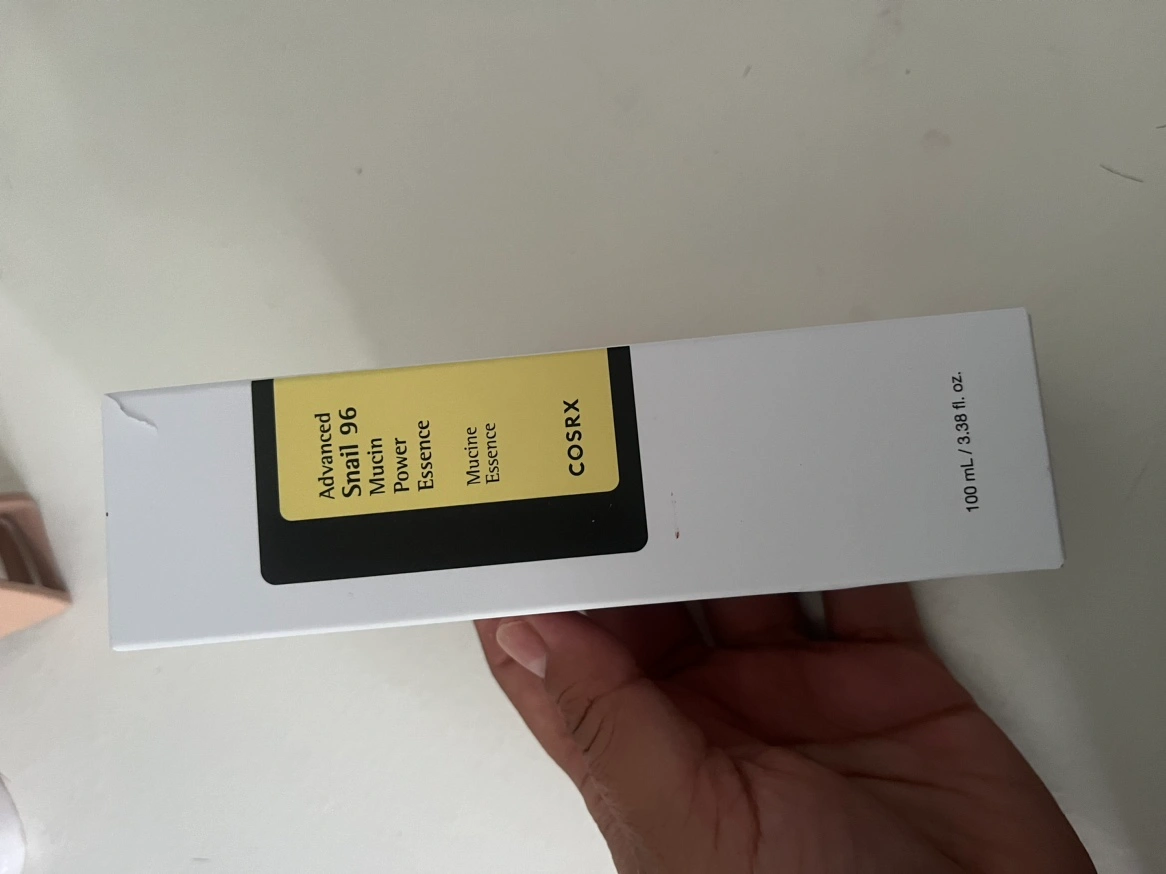 Advanced
Snail 96
Mucin
Power
Essence
Mucine
Essence
COSRX
100 mL / 3.38 fl. oz.